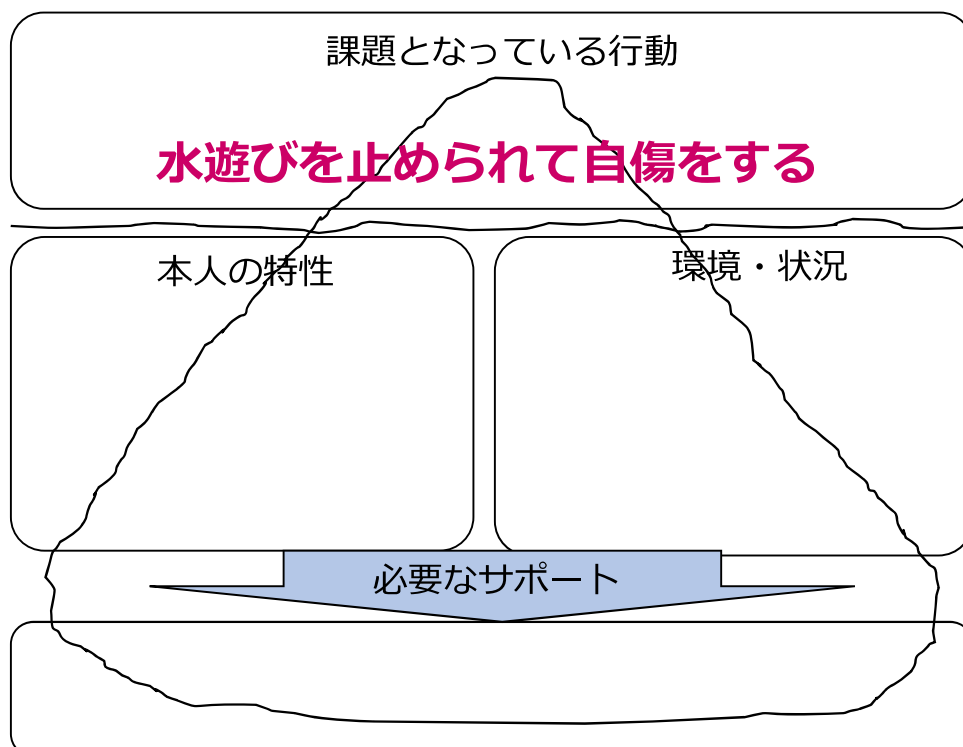 課題となっている行動
水遊びを止められて自傷をする
本人の特性
環境・状況
必要なサポート